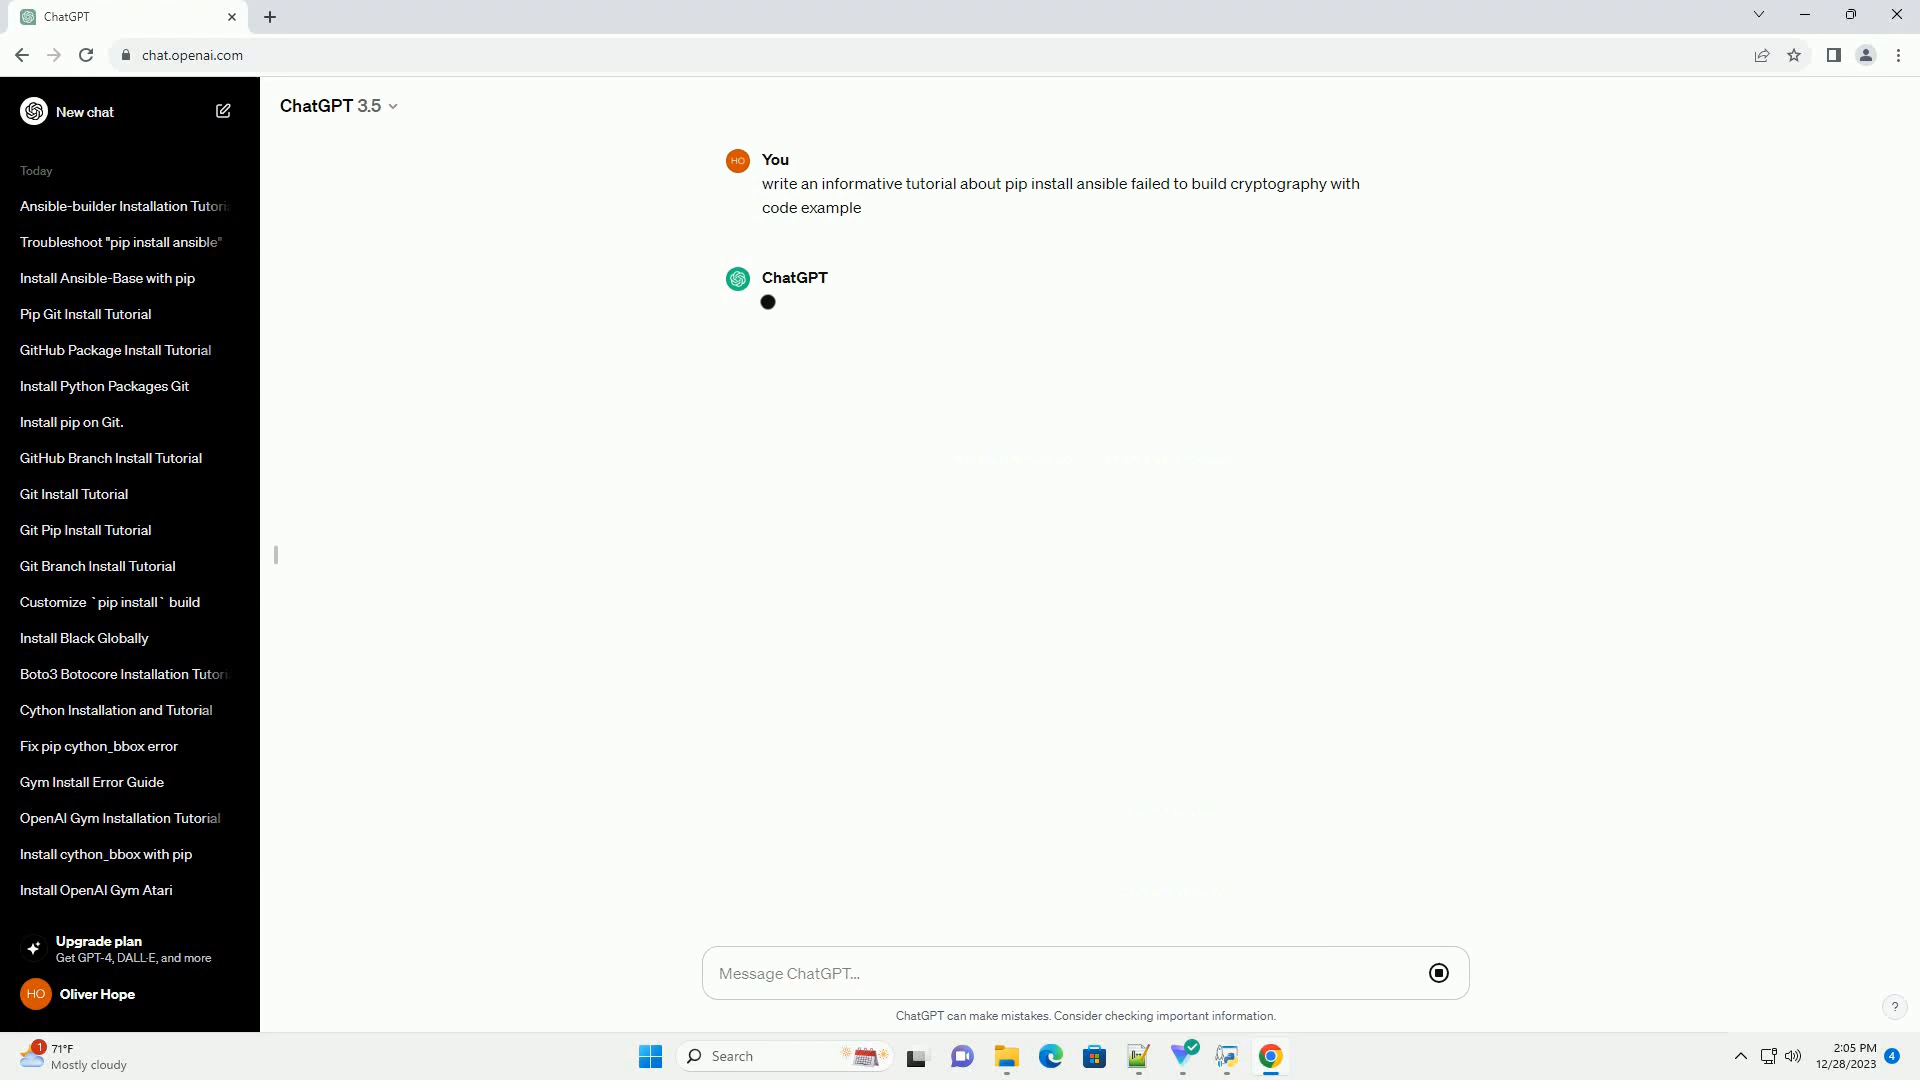 ChatGPT
chat.openai.com
New chat
ChatGPT 3.5
Today
Ansible-builder Installation Tutori
Troubleshoot "pip install ansible"
Install Ansible-Base with pip
Pip Git Install Tutorial
GitHub Package Install Tutorial
Install Python Packages Git
Install pip on Git.
GitHub Branch Install Tutorial
Git Install Tutorial
Git Pip Install Tutorial
Git Branch Install Tutorial
Customize `pip install` build
Install Black Globally
Boto3 Botocore Installation Tutori
Cython Installation and Tutorial
Fix pip cython_bbox error
Gym Install Error Guide
OpenAI Gym Installation Tutorial
Install cython_bbox with pip
Install OpenAI Gym Atari
Upgrade plan
Get GPT-4, DALL·E, and more
HO Oliver Hope
HO You
write an informative tutorial about pip install ansible failed to build cryptography with
code example
ChatGPT
Message ChatGPT...
ChatGPT can make mistakes. Consider checking important information.
?
1 71°F
Mostly cloudy
Search
2:05 PM
12/28/2023
4